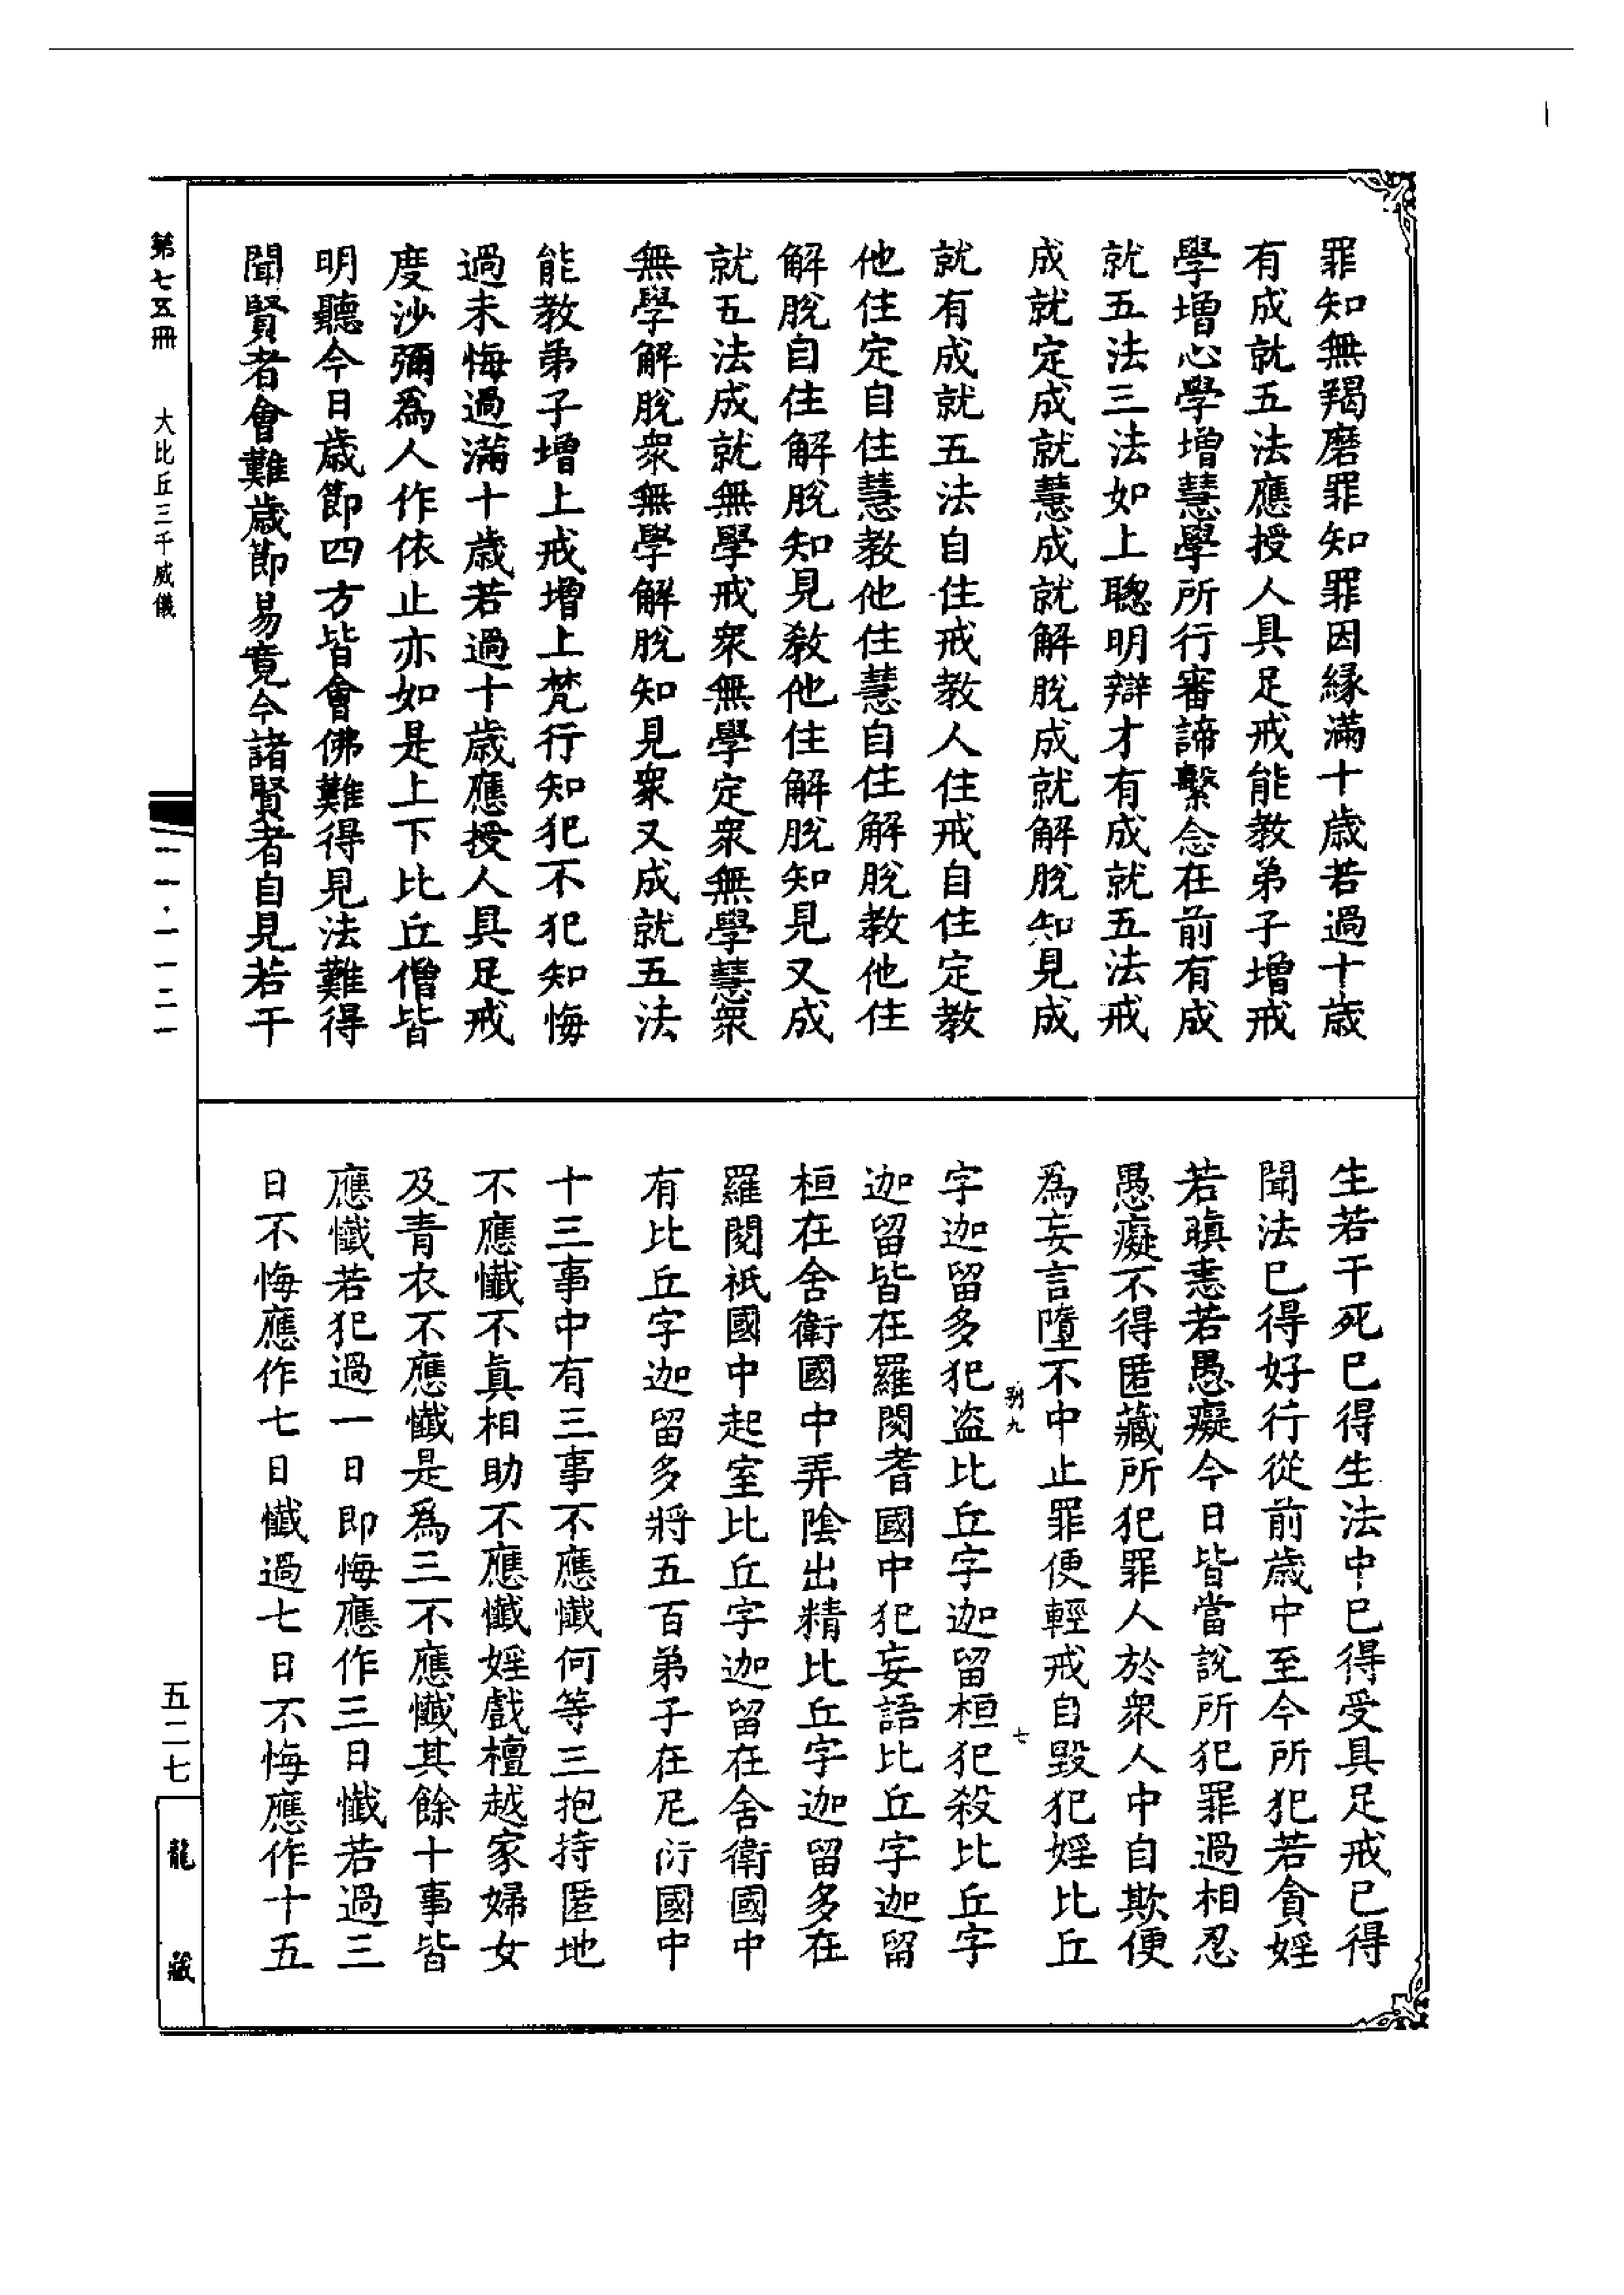 罪知無羯磨罪知罪因緣滿十歲若過十歲
有成就五法應授人具足戒能教弟子增戒
學增心學增慧學所行審諦繫念在前有成
就五法三法如上聰明辯才有成就五法戒
成就定成就慧成就解脫成就解脫知見成
就有成就五法自住戒教人住戒自住定教
他住定自住慧教他住慧自住解脫教他住
解脫自住解脫知見教他住解脫知見又成
就五法成就無學戒衆無學定衆無學慧衆
無學解脫衆無學解脫知見衆又成就五法
能教弟子增上戒增上梵行知犯不犯知悔
過未悔過滿十歲若過十歲應授人具足戒
度沙彌爲人作依止亦如是上下比丘僧皆
明聽今日歲節四方皆會佛難得見法難得
聞賢者會難歲節易竟今諸賢者自見若干
生若干死已得生法中已得受具足戒已得
聞法已得好行從前歲中至今所犯若貪婬
若瞋恚若愚癡今日皆當說所犯罪過相忍
愚癡不得匿藏所犯罪人於衆人中自欺便
爲妄言墮不中止罪便輕戒自毀犯婬比丘
字迦留多犯盜比丘字迦留桓犯殺比丘字
迦留皆在羅閱耆國中犯妄語比丘字迦留
桓在舍衛國中弄陰出精比丘字迦留多在
羅閱祇國中起室比丘字迦留在舍衛國中
有比丘字迦留多將五百弟子在尼衍國中
十三事中有三事不應懺何等三抱持匿地
不應懺不真相助不應懺婬戲檀越家婦女
及青衣不應懺是爲三不應懺其餘十事皆
應懺若犯過一日即悔應作三日懺若過三
日不悔應作七日懺過七日不悔應作十五
第七五冊
大比丘三千威儀
五二七
龍藏
九
七